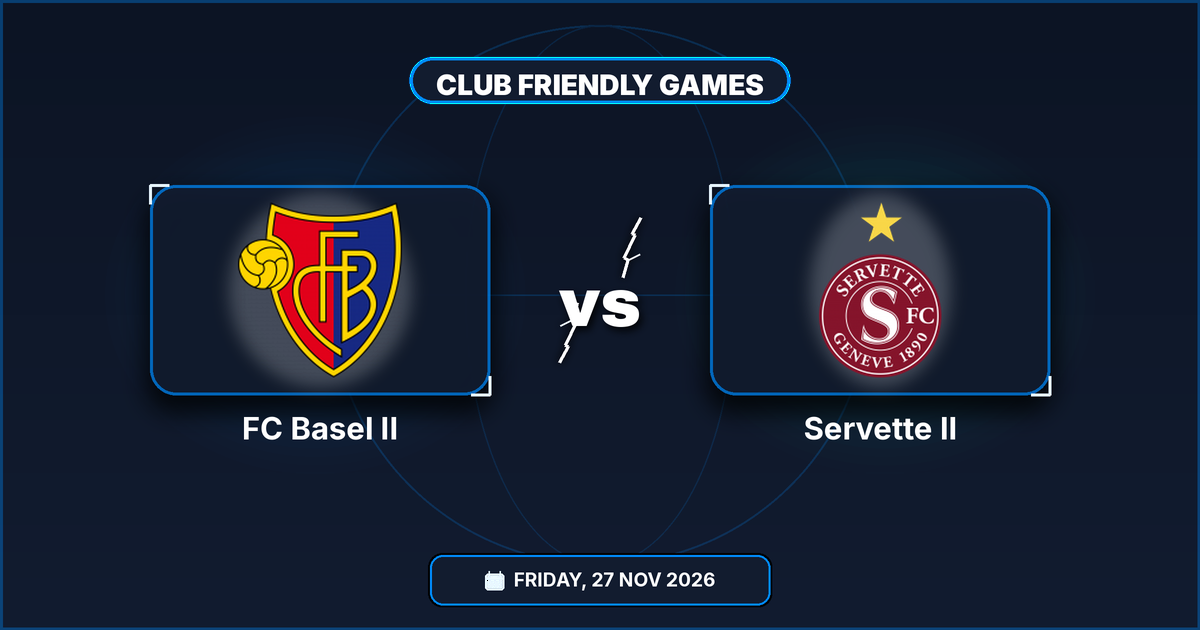 CLUB FRIENDLY GAMES
FCB
SERVETTE
S FC
GENEVE 1890
vs
FC Basel II
Servette II
FRIDAY, 27 NOV 2026